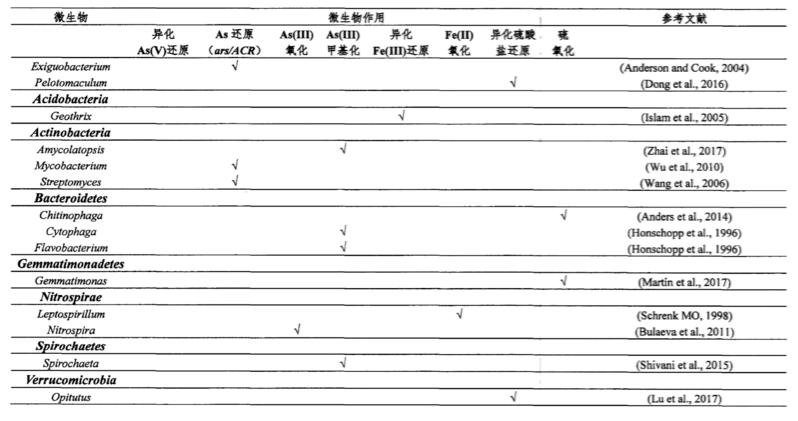 微生物 微生物作用 参考文献
异化 As 还原 As(III) As(III) 异化 Fe(II) 异化硫酸 硫
As(V)还原 (ars/ACR) 氧化 甲基化 Fe(III)还原 氧化 盐还原 氧化
Exiguobacterium √ (Anderson and Cook, 2004)
Pelotomaculum √ (Dong et al., 2016)
Acidobacteria
Geothrix √ (Islam et al., 2005)
Actinobacteria
Amycolatopsis √ (Zhai et al., 2017)
Mycobacterium √ (Wu et al., 2010)
Streptomyces √ (Wang et al., 2006)
Bacteroidetes
Chitinophaga √ (Anders et al., 2014)
Cytophaga √ (Honschopp et al., 1996)
Flavobacterium √ (Honschopp et al., 1996)
Gemmatimonadetes
Gemmatimonas √ (Martin et al., 2017)
Nitrospirae
Leptospirillum √ (Schrenk MO, 1998)
Nitrospira √ (Bulaeva et al., 2011)
Spirochaetes
Spirochaeta √ (Shivani et al., 2015)
Verrucomicrobia
Opitutus √ (Lu et al., 2017)